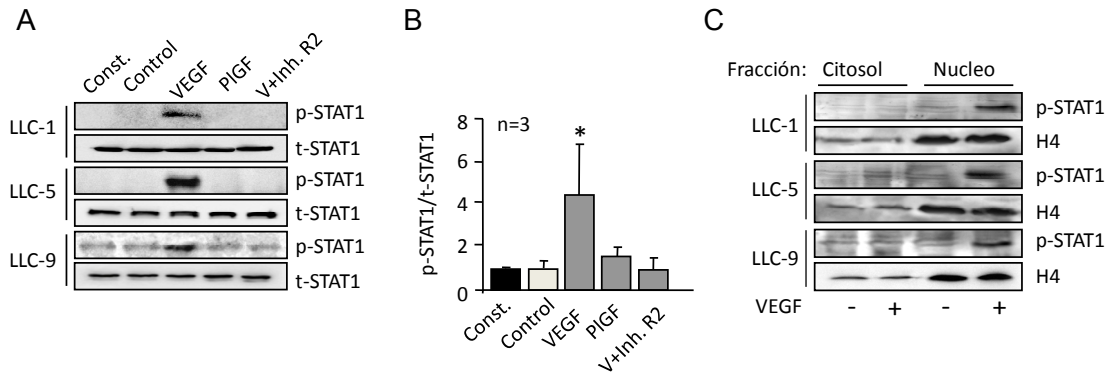 A
Const.
Control
VEGF
PlGF
V+Inh. R2
LLC-1
p-STAT1
t-STAT1
LLC-5
p-STAT1
t-STAT1
LLC-9
p-STAT1
t-STAT1
B
n=3
*
p-STAT1/t-STAT1
8
6
4
2
0
Const.
Control
VEGF
PlGF
V+Inh. R2
C
Fracción: Citosol Nucleo
LLC-1
p-STAT1
H4
LLC-5
p-STAT1
H4
LLC-9
p-STAT1
H4
VEGF - + - +